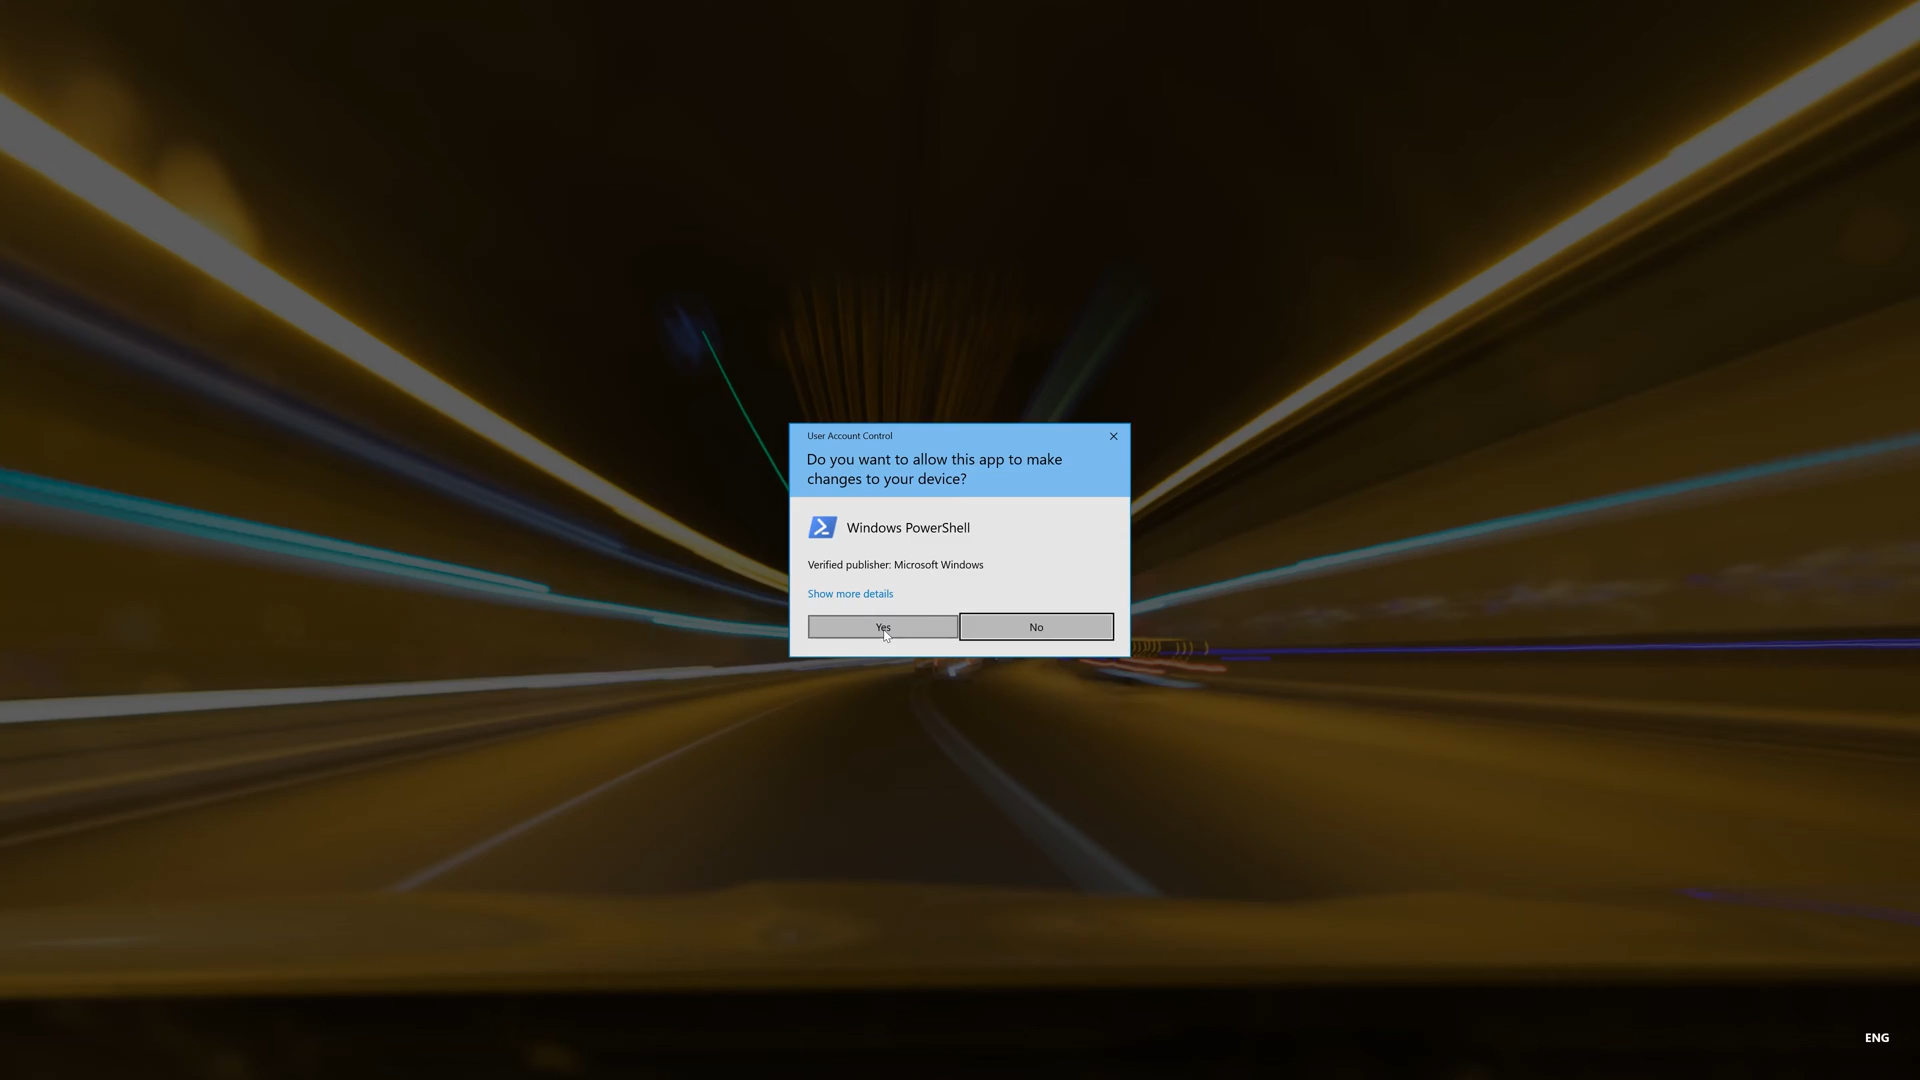 User Account Control
Do you want to allow this app to make
changes to your device?
Windows PowerShell
Verified publisher: Microsoft Windows
Show more details
Yes
No
ENG